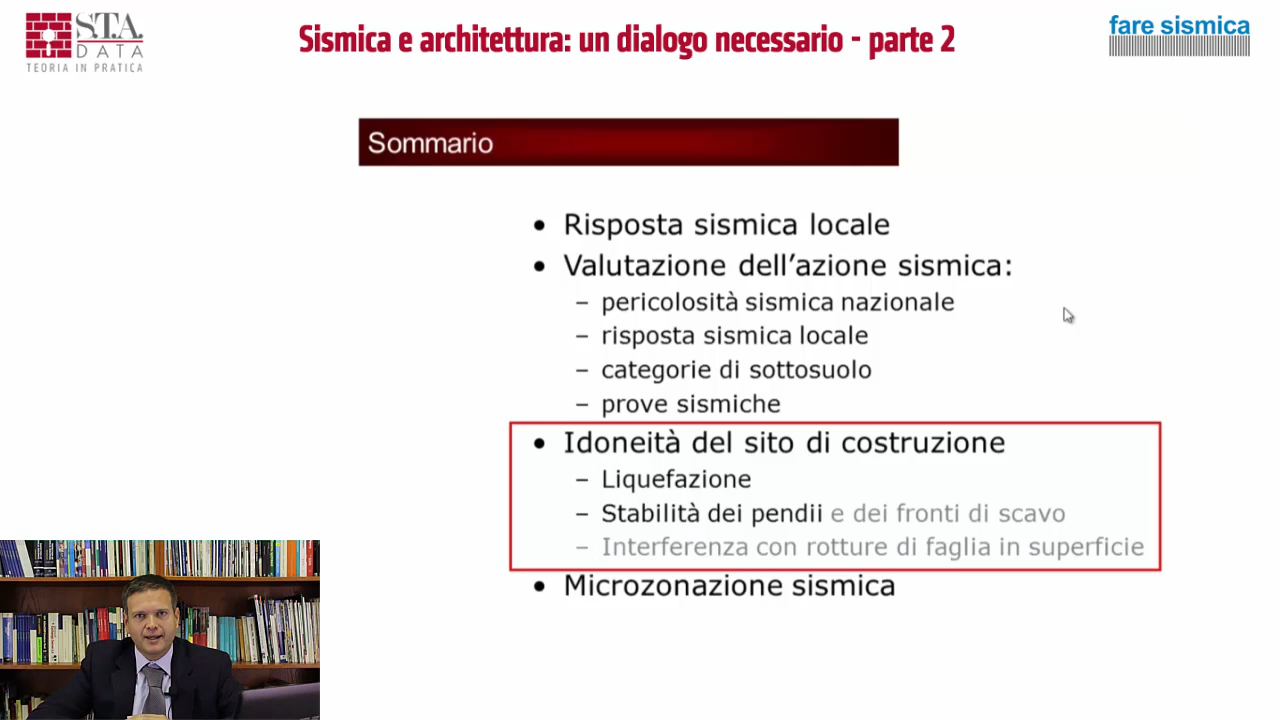 S.T.A.
DATA
TEORIA IN PRATICA
Sismica e architettura: un dialogo necessario - parte 2
fare sismica
Sommario
• Risposta sismica locale
• Valutazione dell'azione sismica:
– pericolosità sismica nazionale
– risposta sismica locale
– categorie di sottosuolo
– prove sismiche
• Idoneità del sito di costruzione
– Liquefazione
– Stabilità dei pendii e dei fronti di scavo
– Interferenza con rotture di faglia in superficie
• Microzonazione sismica